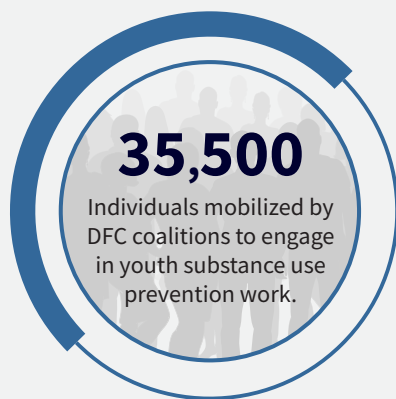 35,500
Individuals mobilized by
DFC coalitions to engage
in youth substance use
prevention work.